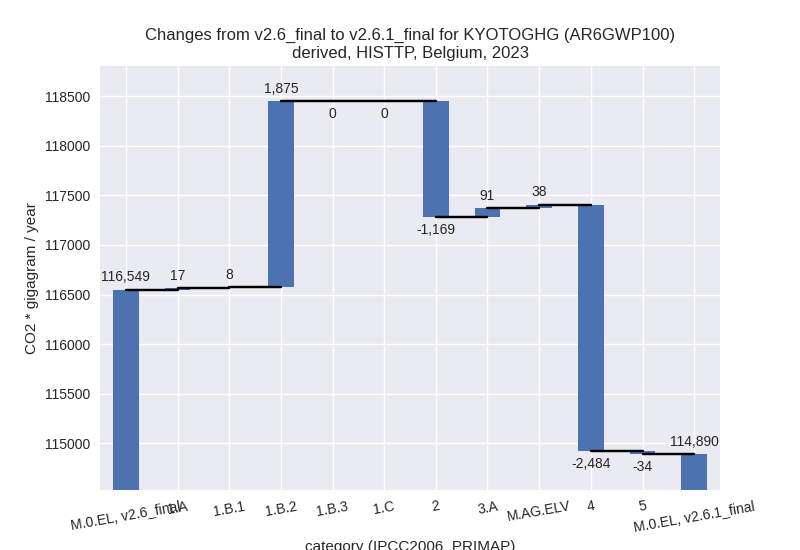 Changes from v2.6_final to v2.6.1_final for KYOTOGHG (AR6GWP100)
derived, HISTTP, Belgium, 2023
CO2 * gigagram / year
118500
118000
117500
117000
116500
116000
115500
115000
116,549
17
8
1,875
0
0
-1,169
91
38
-2,484
-34
114,890
M.0.EL, v2.6_final
1.A
1.B.1
1.B.2
1.B.3
1.C
2
3.A
M.AG.ELV
4
5
M.0.EL, v2.6.1_final
category (IPCC2006_PRIMAP)